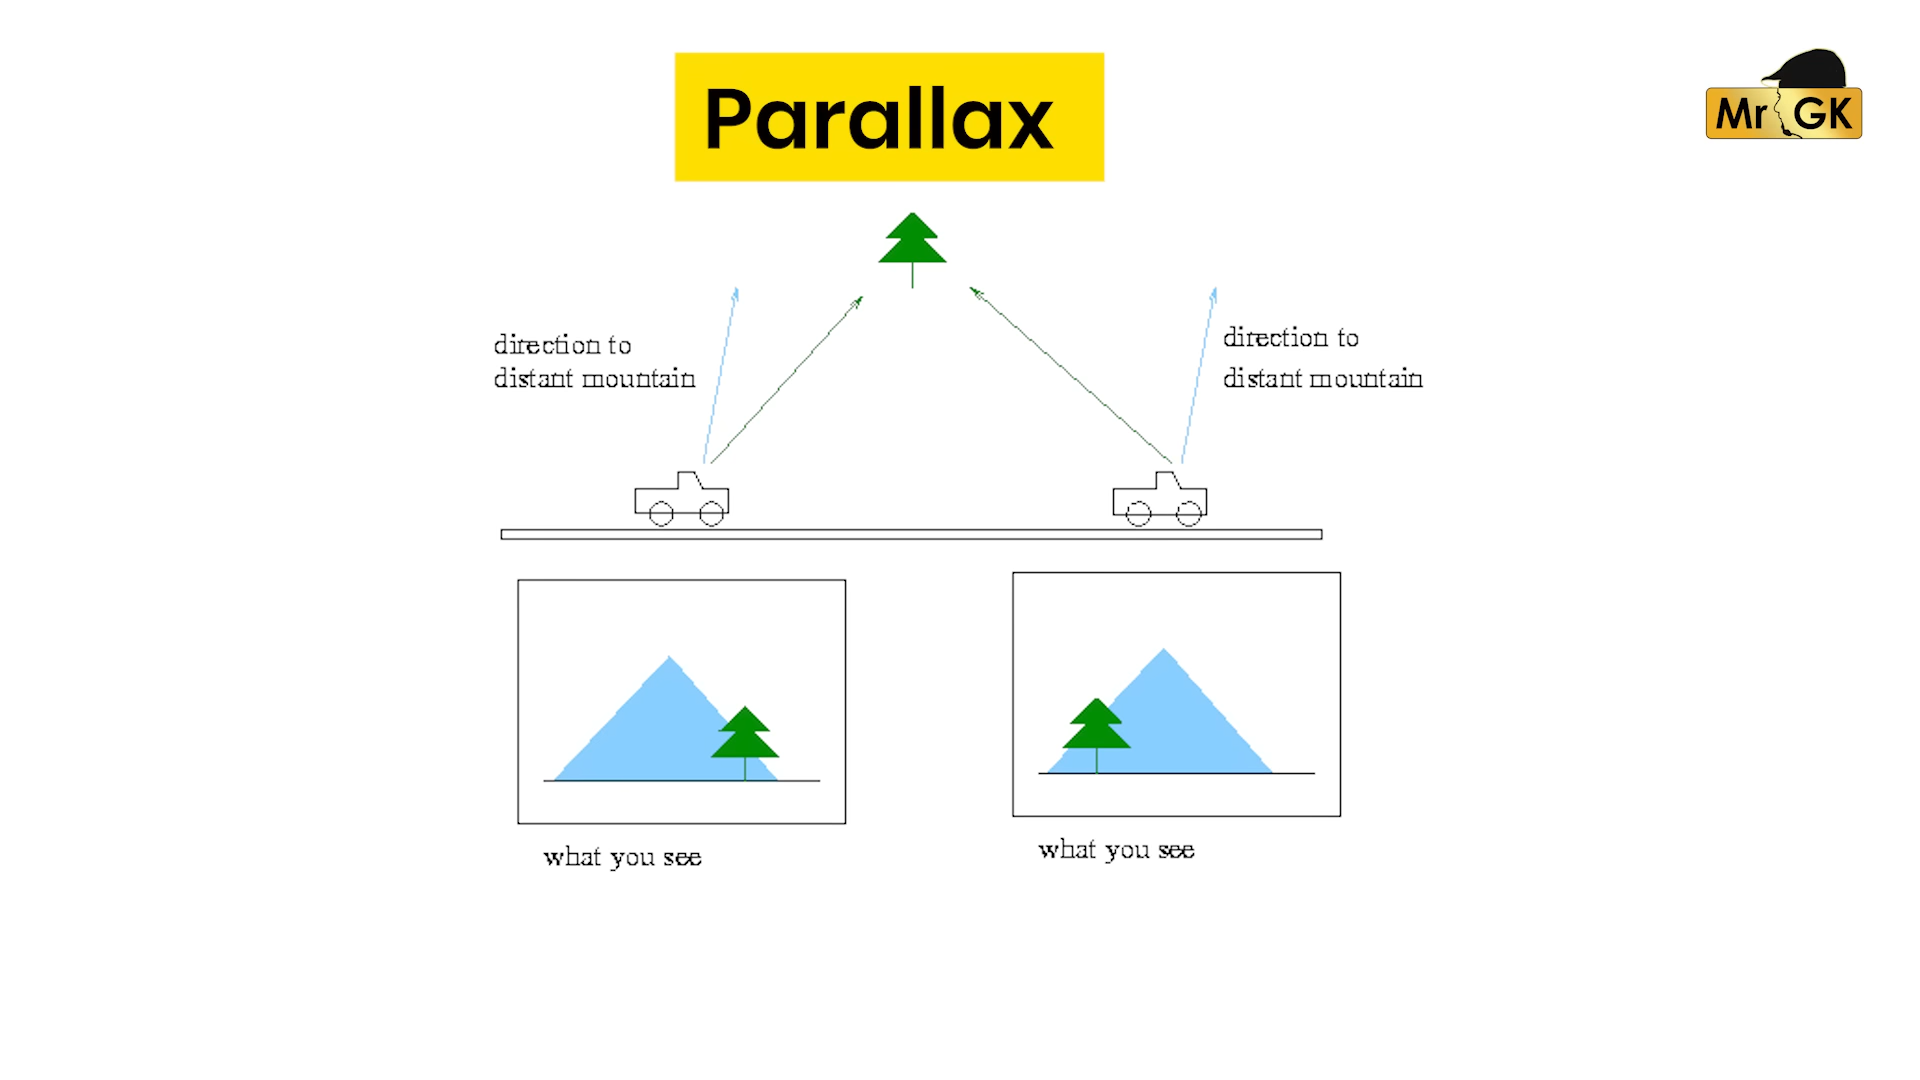 Parallax
Mr GK
direction to
distant mountain
direction to
distant mountain
what you see
what you see